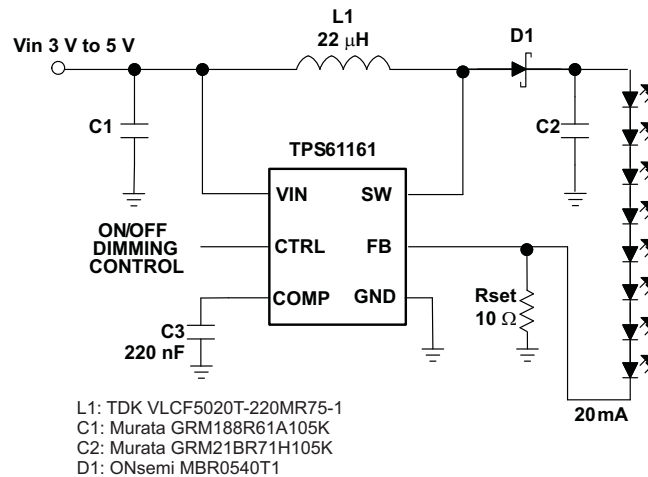 L1
Vin 3 V to 5 V
22 μH
D1
C1
C2
TPS61161
VIN
SW
ON/OFF
DIMMING
CONTROL
CTRL
FB
COMP
GND
Rset
10 Ω
C3
220 nF
20mA
L1: TDK VLCF5020T-220MR75-1
C1: Murata GRM188R61A105K
C2: Murata GRM21BR71H105K
D1: ONsemi MBR0540T1